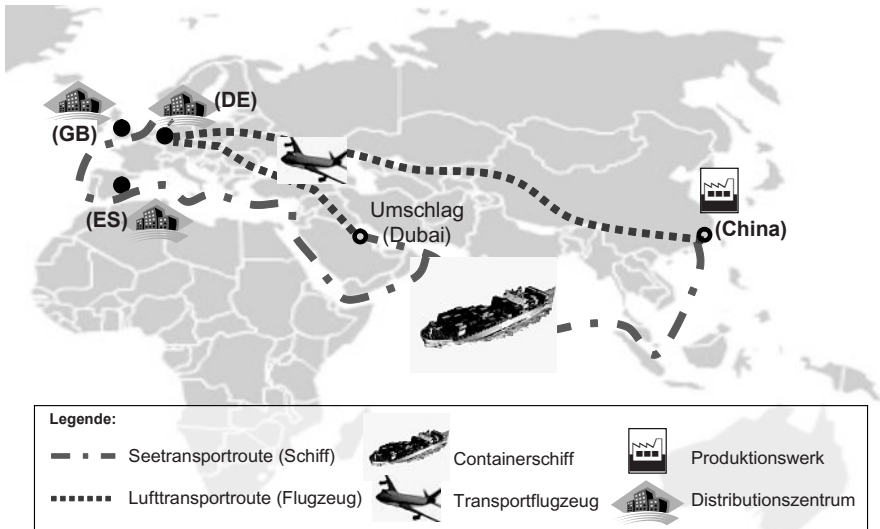 (DE)
(GB)
(ES)
Umschlag
(Dubai)
(China)
Legende:
Seetransportroute (Schiff)
Containerschiff
Produktionswerk
Lufttransportroute (Flugzeug)
Transportflugzeug
Distributionszentrum